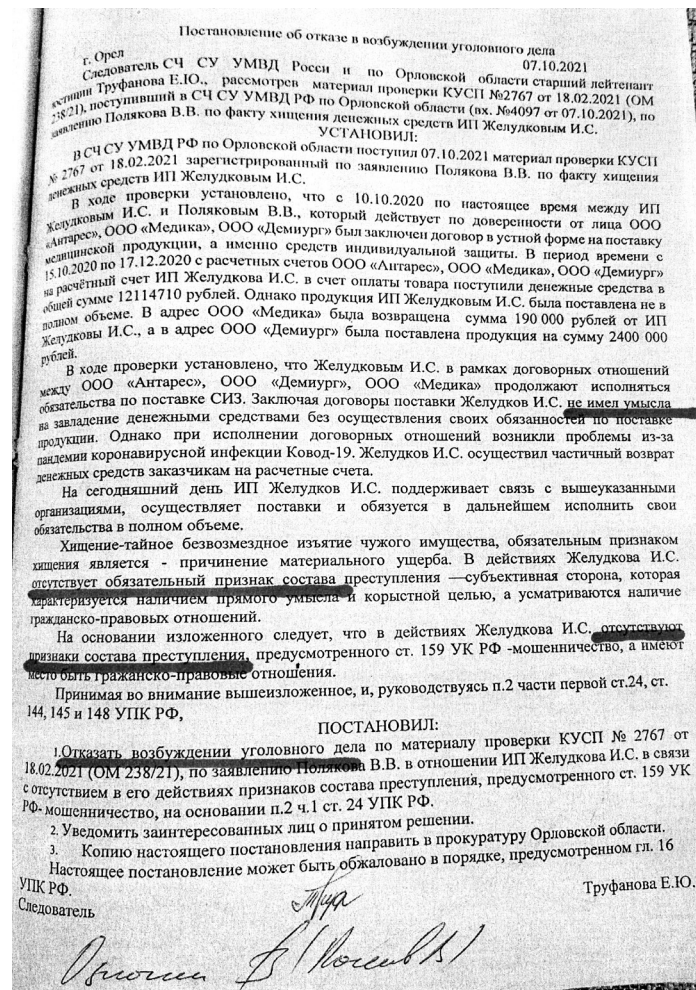 Постановление об отказе в возбуждении уголовного дела
г. Орел 07.10.2021
Следователь СЧ СУ УМВД Росси и по Орловской области старший лейтенант
юстиции Труфанова Е.Ю., рассмотрев материал проверки КУСП №2767 от 18.02.2021 (ОМ
238/21), поступивший в СЧ СУ УМВД РФ по Орловской области (вх. №4097 от 07.10.2021), по
заявлению Полякова В.В. по факту хищения денежных средств ИП Желудковым И.С.
УСТАНОВИЛ:
В СЧ СУ УМВД РФ по Орловской области поступил 07.10.2021 материал проверки КУСП
№ 2767 от 18.02.2021 зарегистрированный по заявлению Полякова В.В. по факту хищения
денежных средств ИП Желудковым И.С.
В ходе проверки установлено, что с 10.10.2020 по настоящее время между ИП
Желудковым И.С. и Поляковым В.В., который действует по доверенности от лица ООО
«Антарес», ООО «Медика», ООО «Демиург» был заключен договор в устной форме на поставку
медицинской продукции, а именно средств индивидуальной защиты. В период времени с
15.10.2020 по 17.12.2020 с расчетных счетов ООО «Антарес», ООО «Медика», ООО «Демиург»
на расчётный счет ИП Желудкова И.С. в счет оплаты товара поступили денежные средства в
общей сумме 12114710 рублей. Однако продукция ИП Желудковым И.С. была поставлена не в
полном объеме. В адрес ООО «Медика» была возвращена сумма 190 000 рублей от ИП
Желудковы И.С., а в адрес ООО «Демиург» была поставлена продукция на сумму 2400 000
рублей.
В ходе проверки установлено, что Желудковым И.С. в рамках договорных отношений
между ООО «Антарес», ООО «Демиург», ООО «Медика» продолжают исполняться
обязательства по поставке СИЗ. Заключая договоры поставки Желудков И.С. не имел умысла
на завладение денежными средствами без осуществления своих обязанностей по поставке
продукции. Однако при исполнении договорных отношений возникли проблемы из-за
пандемии коронавирусной инфекции Ковод-19. Желудков И.С. осуществил частичный возврат
денежных средств заказчикам на расчетные счета.
На сегодняшний день ИП Желудков И.С. поддерживает связь с вышеуказанными
организациями, осуществляет поставки и обязуется в дальнейшем исполнить свои
обязательства в полном объеме.
Хищение-тайное безвозмездное изъятие чужого имущества, обязательным признаком
хищения является - причинение материального ущерба. В действиях Желудкова И.С.
отсутствует обязательный признак состава преступления —субъективная сторона, которая
характеризуется наличием прямого умысла и корыстной целью, а усматриваются наличие
гражданско-правовых отношений.
На основании изложенного следует, что в действиях Желудкова И.С. отсутствуют
признаки состава преступления, предусмотренного ст. 159 УК РФ -мошенничество, а имеют
место быть гражано-правовые отношения.
Принимая во внимание вышеизложенное, и, руководствуясь п.2 части первой ст.24, ст.
144, 145 и 148 УПК РФ,
ПОСТАНОВИЛ:
1.Отказать возбуждении уголовного дела по материалу проверки КУСП № 2767 от
18.02.2021 (ОМ 238/21), по заявлению Полякова В.В. в отношении ИП Желудкова И.С. в связи
с отсутствием в его действиях признаков состава преступления, предусмотренного ст. 159 УК
РФ- мошенничество, на основании п.2 ч.1 ст. 24 УПК РФ.
2. Уведомить заинтересованных лиц о принятом решении.
3. Копию настоящего постановления направить в прокуратуру Орловской области.
Настоящее постановление может быть обжаловано в порядке, предусмотренном гл. 16
УПК РФ.
Следователь Труфанова Е.Ю.